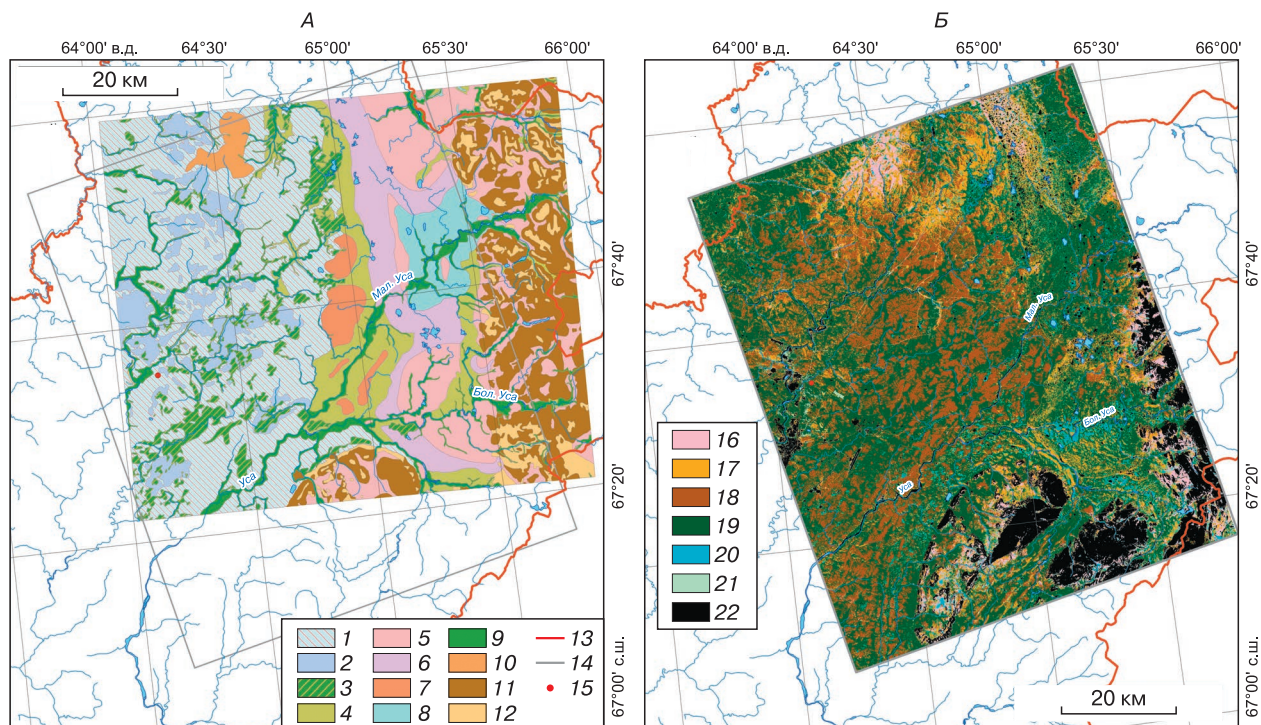 А
64°00' в.д. 64°30' 65°00' 65°30' 66°00'
20 км
67°40'
67°20'
67°00' с.ш.
Мал. Уса
Бол. Уса
Уса
1 5 9 13
2 6 10 14
3 7 11 15
4 8 12
Б
64°00' в.д. 64°30' 65°00' 65°30' 66°00'
67°40'
67°20'
67°00' с.ш.
Мал. Уса
Бол. Уса
Уса
16
17
18
19
20
21
22
20 км